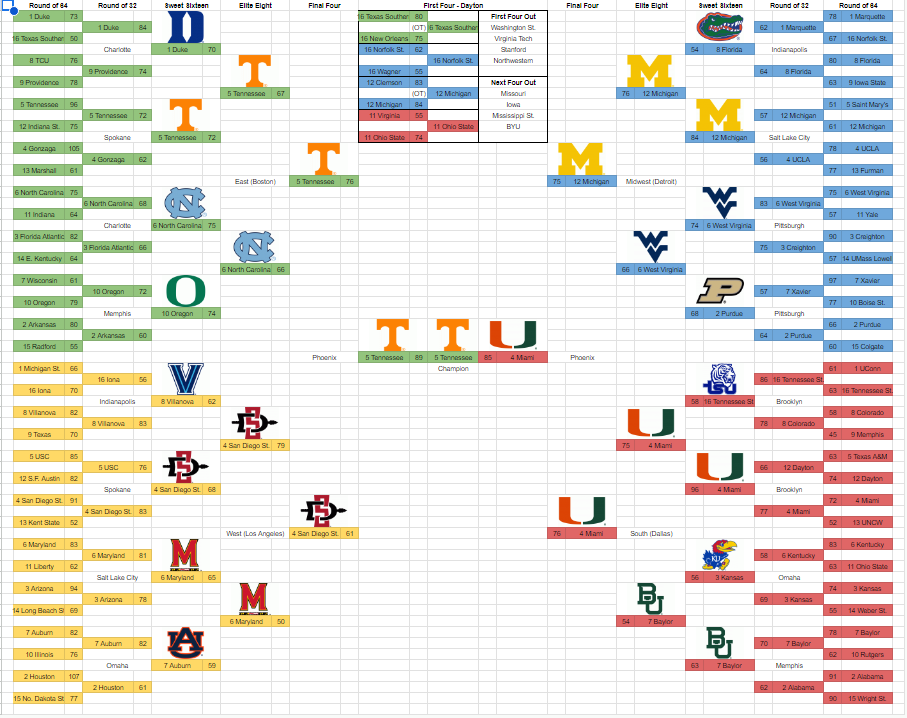 Round of 64 Round of 32 Sweet Sixteen Elite Eight Final Four First Four - Dayton Final Four Elite Eight Sweet Sixteen Round of 32 Round of 64
1 Duke 73 16 Texas Souther 80 First Four Out 78 1 Marquette
1 Duke 84 (OT) 16 Texas Souther Washington St. 62 1 Marquette
16 Texas Souther 50 16 New Orleans 75 Virginia Tech 67 16 Norfolk St.
Charlotte 1 Duke 70 16 Norfolk St. 62 Stanford 54 8 Florida Indianapolis
8 TCU 76 16 Norfolk St. Northwestern 80 8 Florida
9 Providence 74 16 Wagner 55 64 8 Florida
9 Providence 78 12 Clemson 83 Next Four Out 63 9 Iowa State
5 Tennessee 67 (OT) 12 Michigan Missouri 76 12 Michigan
5 Tennessee 96 12 Michigan 84 Iowa 51 5 Saint Mary's
5 Tennessee 72 11 Virginia 55 Mississippi St. 57 12 Michigan
12 Indiana St. 75 11 Ohio State BYU 61 12 Michigan
Spokane 5 Tennessee 72 11 Ohio State 74 84 12 Michigan Salt Lake City
4 Gonzaga 105 78 4 UCLA
4 Gonzaga 62 56 4 UCLA
13 Marshall 61 77 13 Furman
East (Boston) 5 Tennessee 76 75 12 Michigan Midwest (Detroit)
6 North Carolina 75 75 6 West Virginia
6 North Carolina 68 83 6 West Virginia
11 Indiana 64 57 11 Yale
Charlotte 6 North Carolina 75 74 6 West Virginia Pittsburgh
3 Florida Atlantic 82 90 3 Creighton
3 Florida Atlantic 66 75 3 Creighton
14 E. Kentucky 64 57 14 UMass Lowell
6 North Carolina 66 66 6 West Virginia
7 Wisconsin 61 97 7 Xavier
10 Oregon 72 57 7 Xavier
10 Oregon 79 77 10 Boise St.
Memphis 10 Oregon 74 68 2 Purdue Pittsburgh
2 Arkansas 80 66 2 Purdue
2 Arkansas 60 64 2 Purdue
15 Radford 55 60 15 Colgate
Phoenix 5 Tennessee 89 5 Tennessee 85 4 Miami Phoenix
1 Michigan St. 66 Champion 61 1 UConn
16 Iona 56 86 16 Tennessee St.
16 Iona 70 tsu 63 16 Tennessee St.
Indianapolis 8 Villanova 62 58 16 Tennessee St Brooklyn
8 Villanova 82 58 8 Colorado
8 Villanova 83 78 8 Colorado
9 Texas 70 45 9 Memphis
4 San Diego St. 79 75 4 Miami
5 USC 85 63 5 Texas A&M
5 USC 76 66 12 Dayton
12 S.F. Austin 82 74 12 Dayton
Spokane 4 San Diego St. 68 96 4 Miami Brooklyn
4 San Diego St. 91 72 4 Miami
4 San Diego St. 83 77 4 Miami
13 Kent State 52 52 13 UNCW
West (Los Angeles) 4 San Diego St. 61 76 4 Miami South (Dallas)
6 Maryland 83 83 6 Kentucky
6 Maryland 81 58 6 Kentucky
11 Liberty 62 KU 63 11 Ohio State
Salt Lake City 6 Maryland 65 56 3 Kansas Omaha
3 Arizona 94 74 3 Kansas
3 Arizona 78 69 3 Kansas
14 Long Beach St 69 55 14 Weber St.
6 Maryland 50 54 7 Baylor
7 Auburn 82 78 7 Baylor
7 Auburn 82 70 7 Baylor
10 Illinois 76 62 10 Rutgers
Omaha 7 Auburn 59 63 7 Baylor Memphis
2 Houston 107 91 2 Alabama
2 Houston 61 62 2 Alabama
15 No. Dakota St 77 90 15 Wright St.